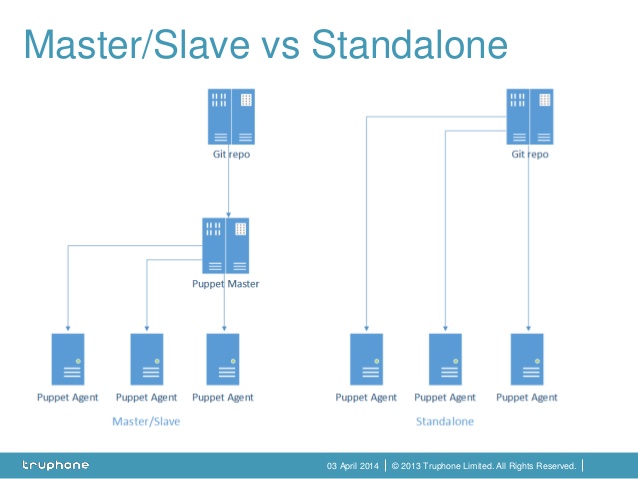 Master/Slave vs Standalone
Git repo
Git repo
Puppet Master
Puppet Agent
Puppet Agent
Puppet Agent
Puppet Agent
Puppet Agent
Puppet Agent
Master/Slave
Standalone
truphone
03 April 2014
© 2013 Truphone Limited. All Rights Reserved.